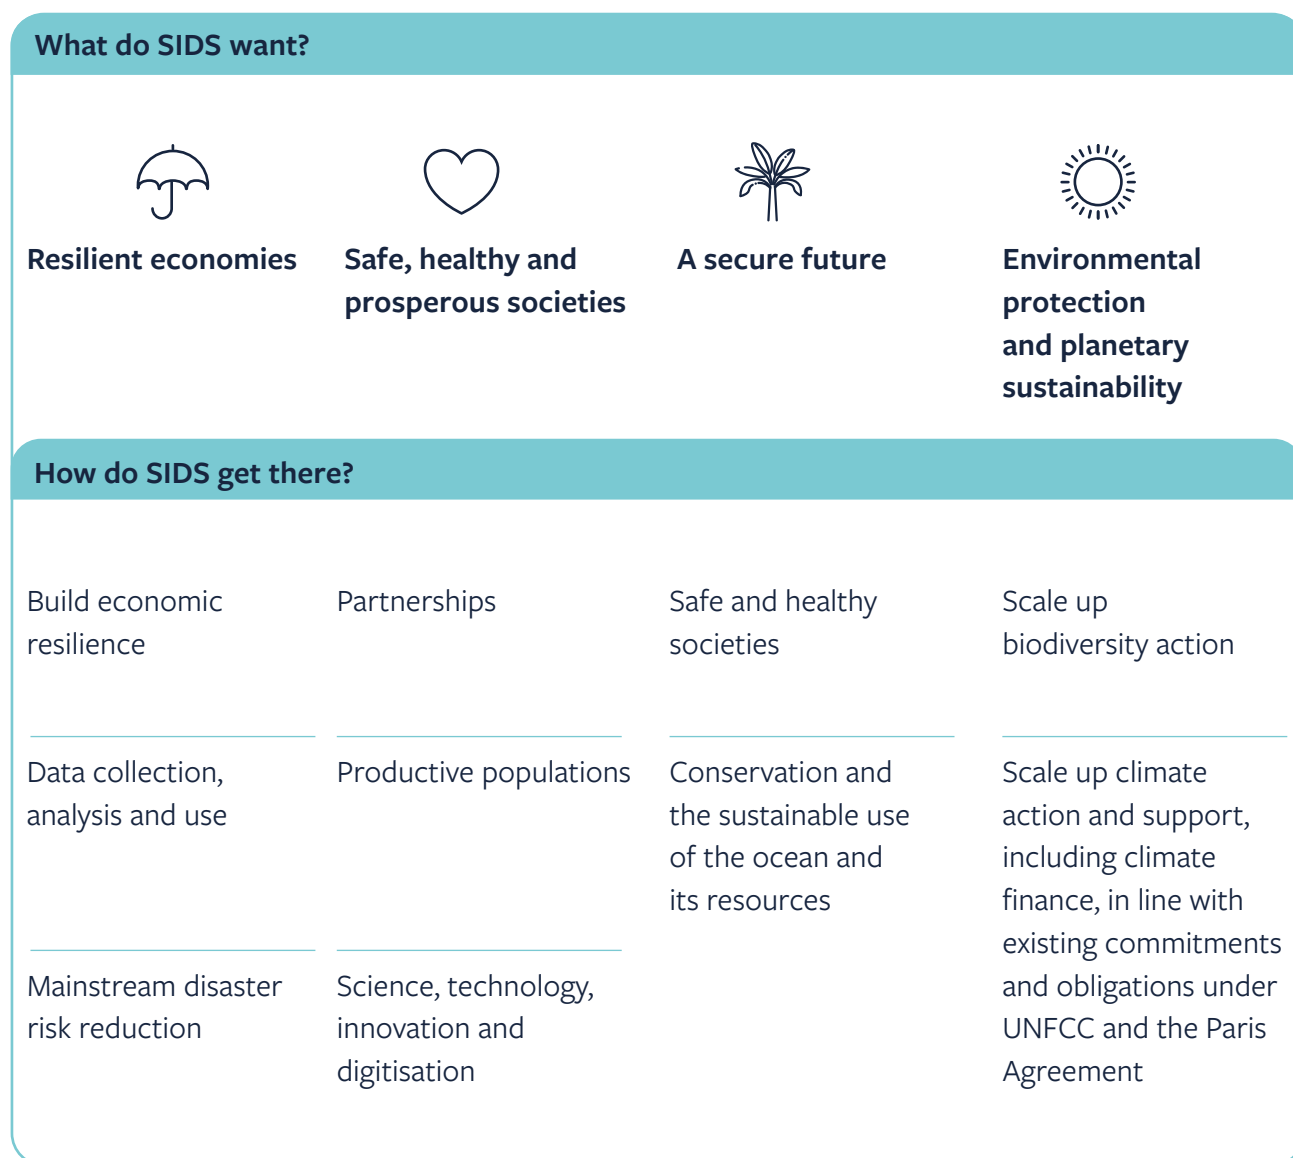 What do SIDS want?
Resilient economies
Safe, healthy and
prosperous societies
A secure future
Environmental
protection
and planetary
sustainability
How do SIDS get there?
Build economic
resilience
Partnerships
Safe and healthy
societies
Scale up
biodiversity action
Data collection,
analysis and use
Productive populations
Conservation and
the sustainable use
of the ocean and
its resources
Scale up climate
action and support,
including climate
finance, in line with
existing commitments
and obligations under
UNFCC and the Paris
Agreement
Mainstream disaster
risk reduction
Science, technology,
innovation and
digitisation